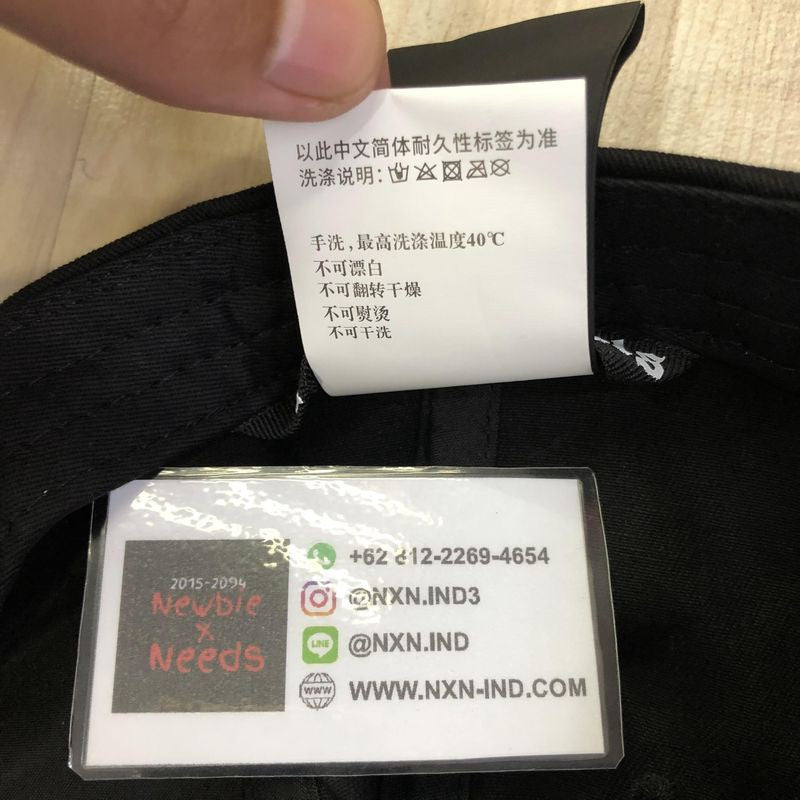 以此中文简体耐久性标签为准
洗涤说明:
手洗,最高洗涤温度40℃
不可漂白
不可翻转干燥
不可熨烫
不可干洗
2015-2094
Newbie
x
Needs
+62 812-2269-4654
@NXN.IND3
LINE
@NXN.IND
WWW
WWW.NXN-IND.COM